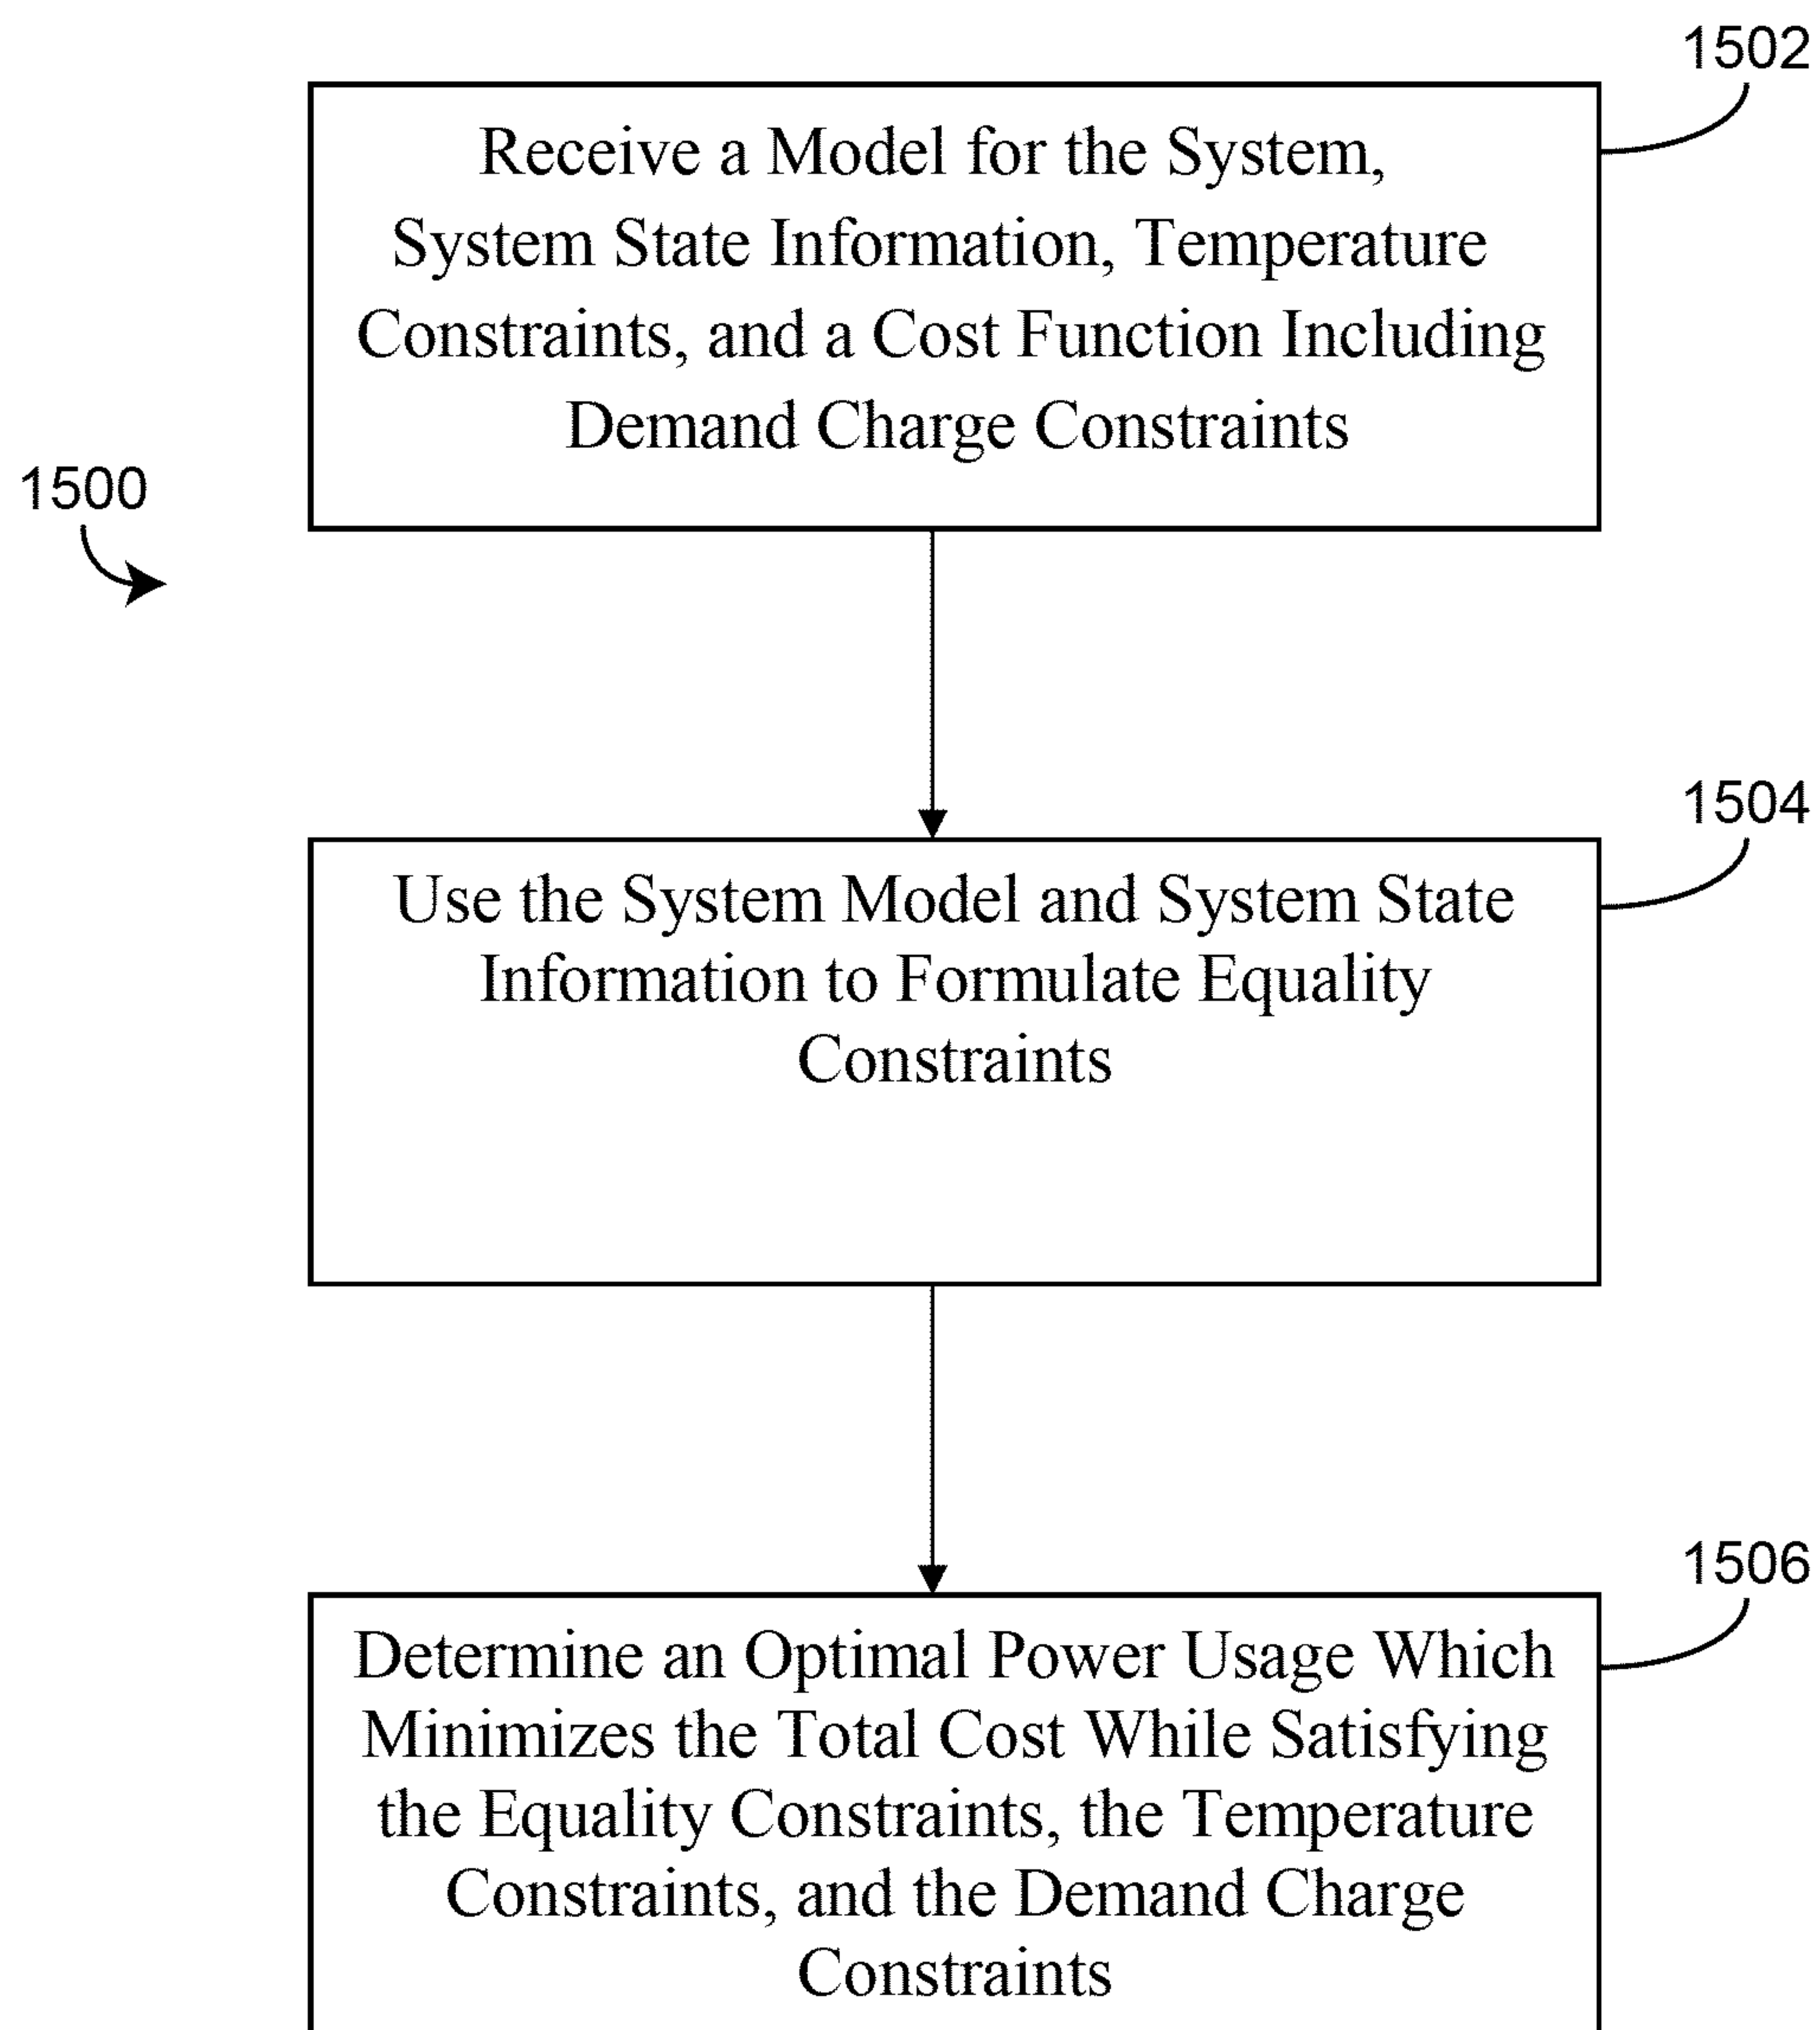 1502
Receive a Model for the System,
System State Information, Temperature
Constraints, and a Cost Function Including
Demand Charge Constraints
1500
1504
Use the System Model and System State
Information to Formulate Equality
Constraints
1506
Determine an Optimal Power Usage Which
Minimizes the Total Cost While Satisfying
the Equality Constraints, the Temperature
Constraints, and the Demand Charge
Constraints